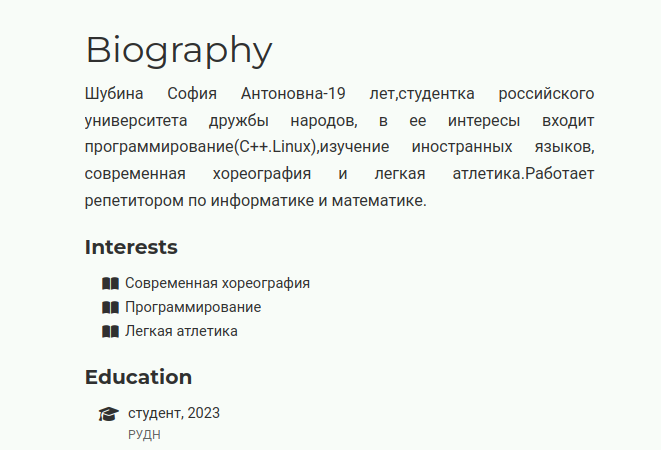 Biography
Шубина София Антоновна-19 лет,студентка российского
университета дружбы народов, в ее интересы входит
программирование(C++.Linux),изучение иностранных языков,
современная хореография и легкая атлетика.Работает
репетитором по информатике и математике.
Interests
Современная хореография
Программирование
Легкая атлетика
Education
студент, 2023
РУДН